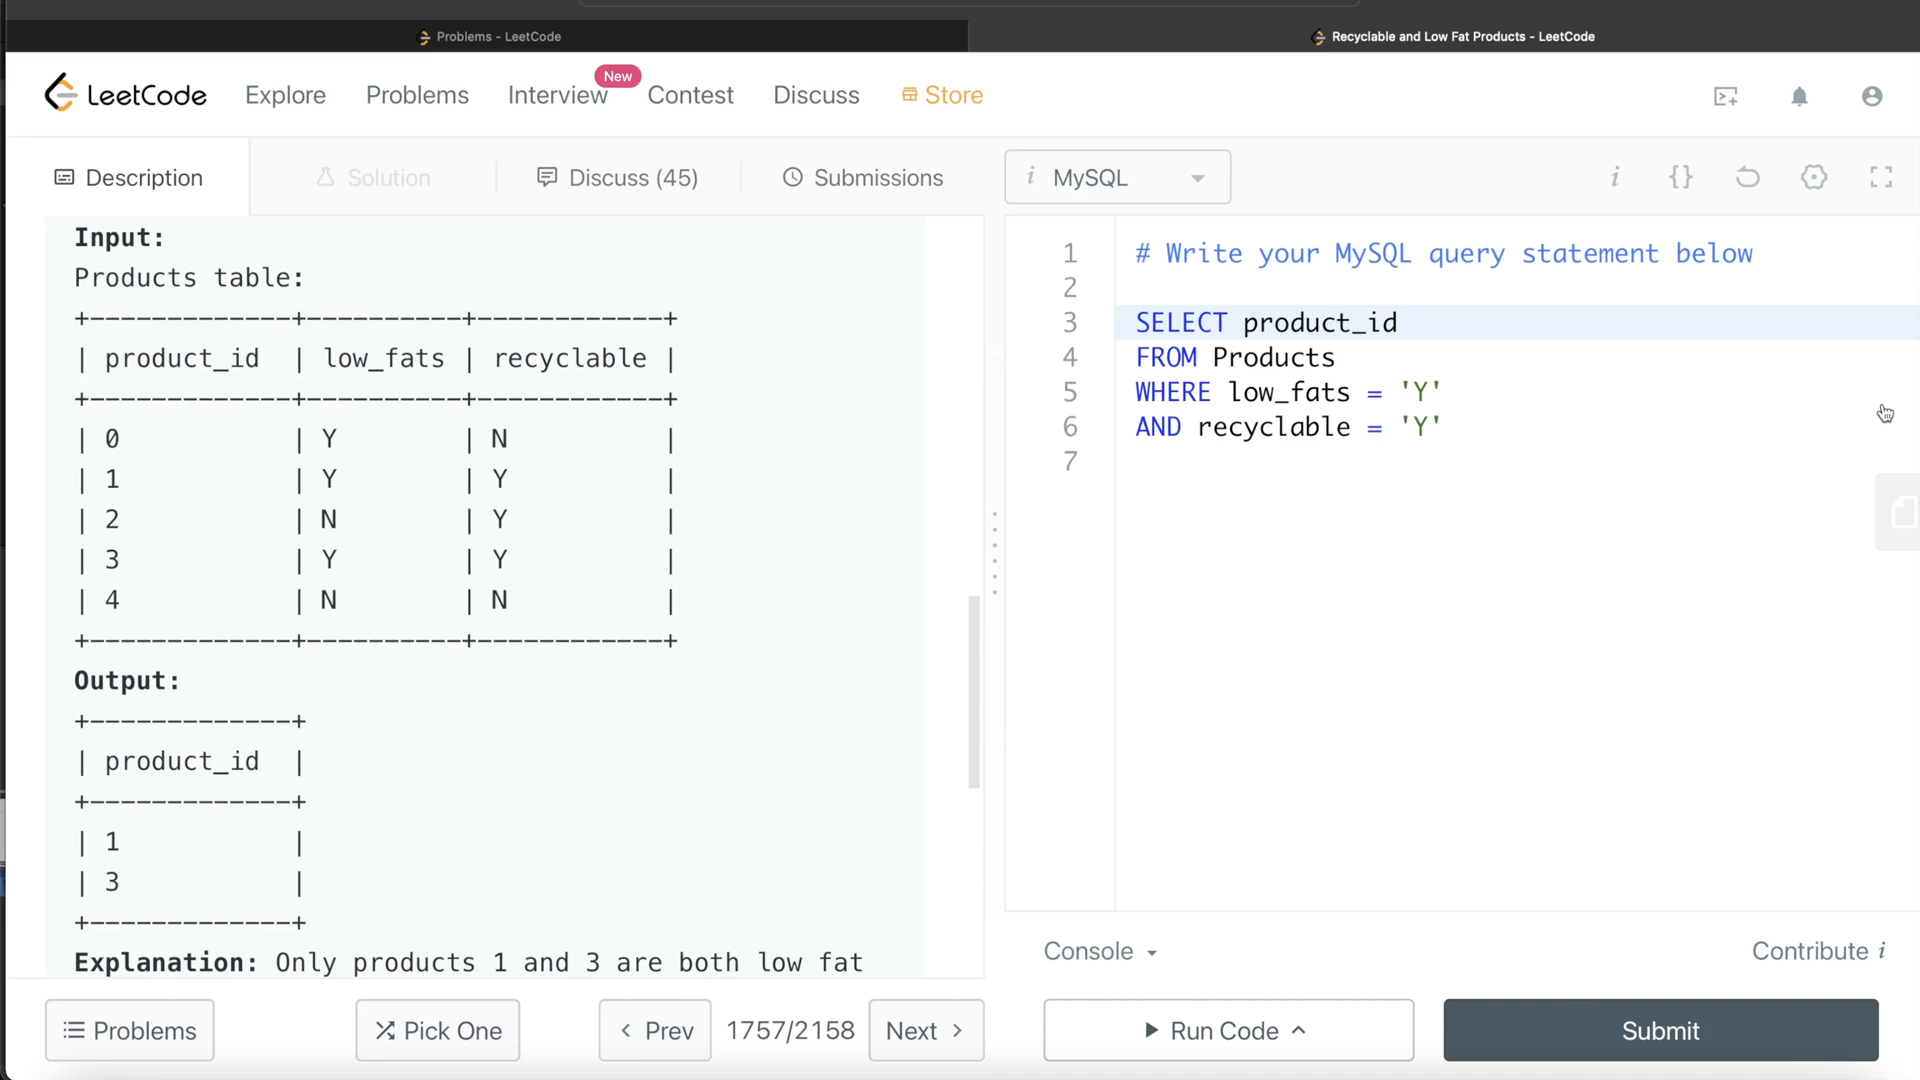 Problems - LeetCode
Recyclable and Low Fat Products - LeetCode
LeetCode Explore Problems Interview New Contest Discuss Store
Description Solution Discuss (45) Submissions
i MySQL
i {}
Input:
Products table:
+-------------+----------+------------+
| product_id  | low_fats | recyclable |
+-------------+----------+------------+
| 0           | Y        | N          |
| 1           | Y        | Y          |
| 2           | N        | Y          |
| 3           | Y        | Y          |
| 4           | N        | N          |
+-------------+----------+------------+
Output:
+-------------+
| product_id  |
+-------------+
| 1           |
| 3           |
+-------------+
Explanation: Only products 1 and 3 are both low fat
1 # Write your MySQL query statement below
2
3 SELECT product_id
4 FROM Products
5 WHERE low_fats = 'Y'
6 AND recyclable = 'Y'
7
Console
Contribute i
Problems
Pick One
< Prev
1757/2158
Next >
Run Code
Submit